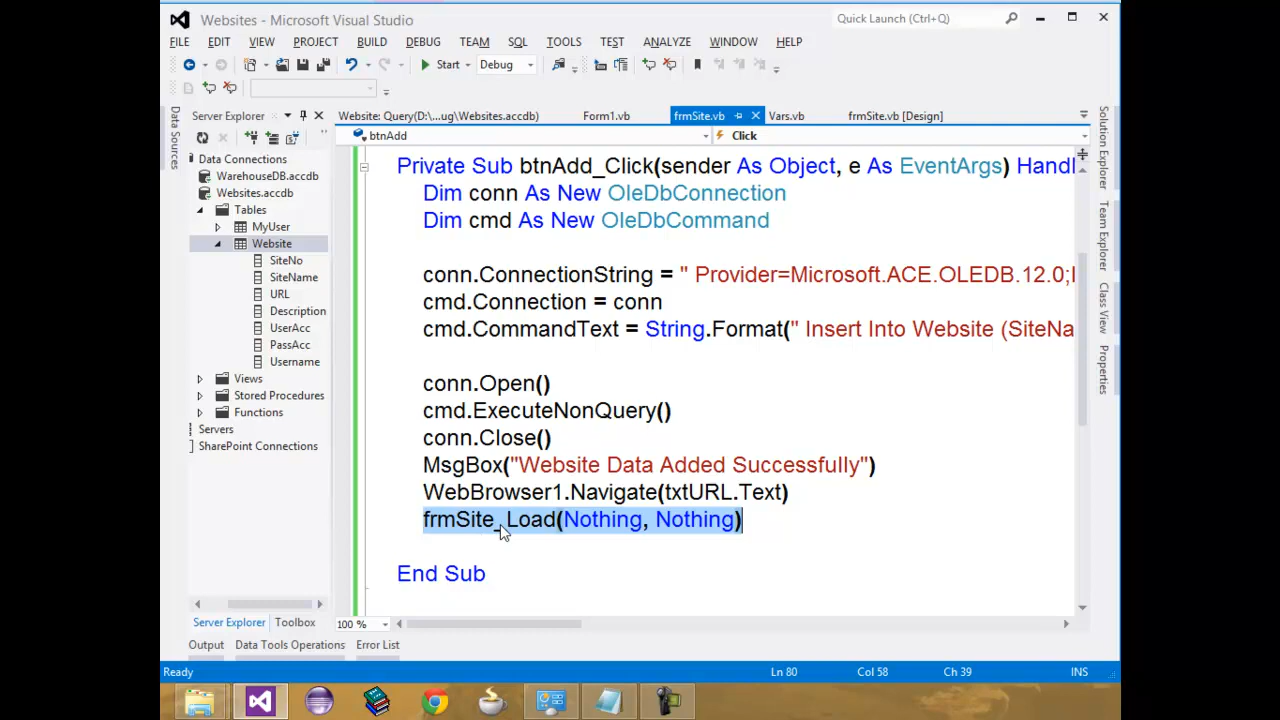 Websites - Microsoft Visual Studio
Quick Launch (Ctrl+Q)
FILE EDIT VIEW PROJECT BUILD DEBUG TEAM SQL TOOLS TEST ANALYZE WINDOW HELP
Start Debug
Data Sources
Server Explorer
Data Connections
WarehouseDB.accdb
Websites.accdb
Tables
MyUser
Website
SiteNo
SiteName
URL
Description
UserAcc
PassAcc
Username
Views
Stored Procedures
Functions
Servers
SharePoint Connections
Server Explorer Toolbox
Website: Query(D:\...ug\Websites.accdb) Form1.vb frmSite.vb Vars.vb frmSite.vb [Design]
btnAdd Click
Private Sub btnAdd_Click(sender As Object, e As EventArgs) Handl
Dim conn As New OleDbConnection
Dim cmd As New OleDbCommand
conn.ConnectionString = " Provider=Microsoft.ACE.OLEDB.12.0;
cmd.Connection = conn
cmd.CommandText = String.Format(" Insert Into Website (SiteNa
conn.Open()
cmd.ExecuteNonQuery()
conn.Close()
MsgBox("Website Data Added Successfully")
WebBrowser1.Navigate(txtURL.Text)
frmSite_Load(Nothing, Nothing)
End Sub
100 %
Solution Explorer
Team Explorer
Class View
Properties
Output Data Tools Operations Error List
Ready Ln 80 Col 58 Ch 39 INS